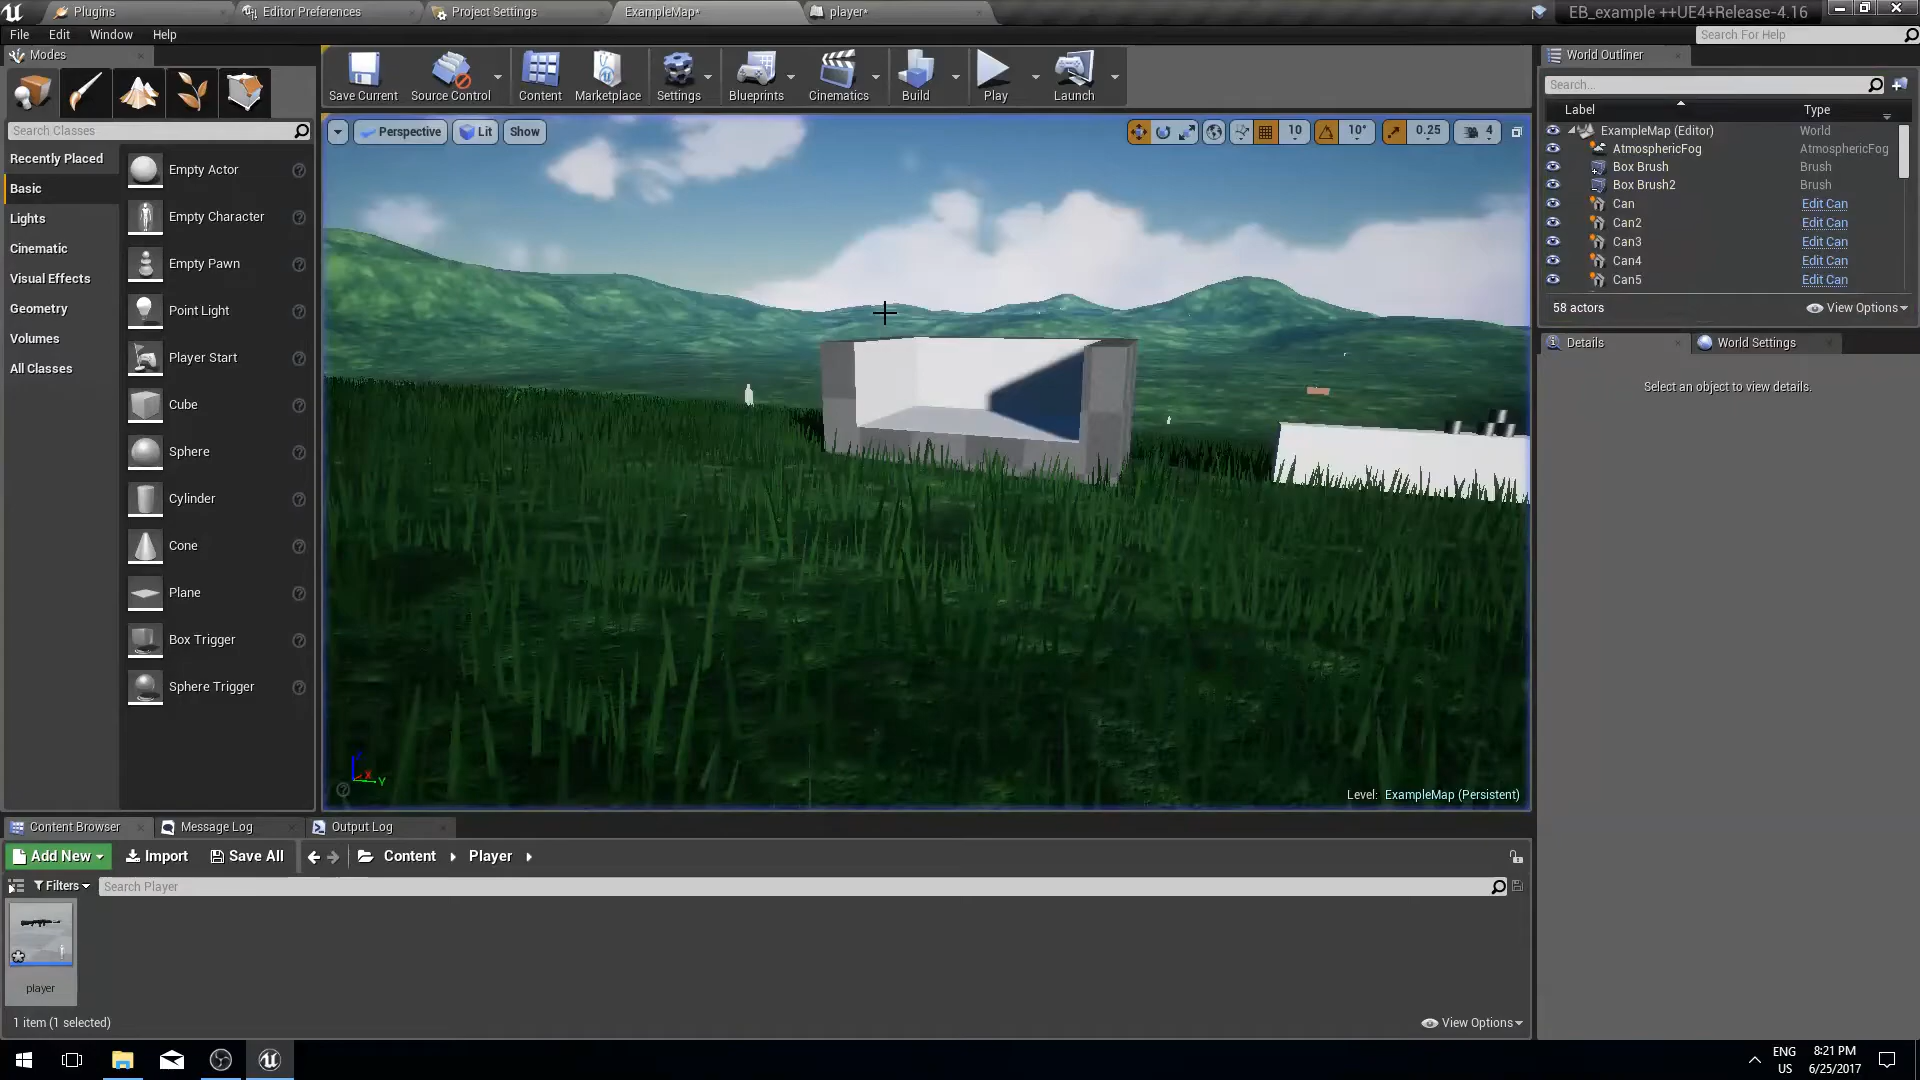 Plugins
Editor Preferences
Project Settings
ExampleMap*
player*
EB_example ++UE4+Release-4.16
File Edit Window Help
Search For Help
Modes
Search Classes
Recently Placed
Basic
Lights
Cinematic
Visual Effects
Geometry
Volumes
All Classes
Empty Actor
Empty Character
Empty Pawn
Point Light
Player Start
Cube
Sphere
Cylinder
Cone
Plane
Box Trigger
Sphere Trigger
Save Current
Source Control
Content
Marketplace
Settings
Blueprints
Cinematics
Build
Play
Launch
Perspective
Lit
Show
10
10°
0.25
4
X
Y
Level: ExampleMap (Persistent)
World Outliner
Search...
Label Type
ExampleMap (Editor) World
AtmosphericFog AtmosphericFog
Box Brush Brush
Box Brush2 Brush
Can Edit Can
Can2 Edit Can
Can3 Edit Can
Can4 Edit Can
Can5 Edit Can
58 actors
View Options
Details
World Settings
Select an object to view details.
Content Browser
Message Log
Output Log
Add New
Import
Save All
Content
Player
Filters
Search Player
player
1 item (1 selected)
View Options
ENG
US
8:21 PM
6/25/2017